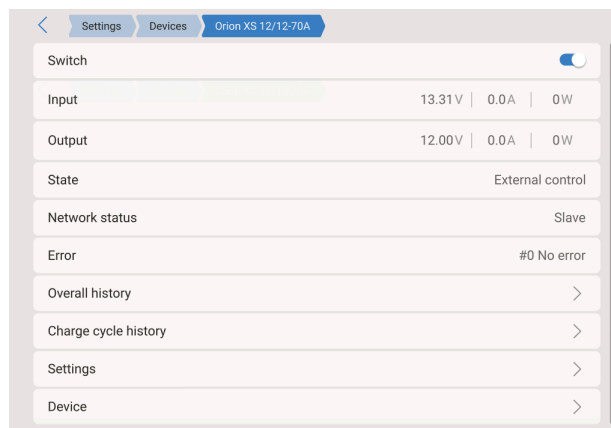 Settings Devices Orion XS 12/12-70A
Switch
Input 13.31V 0.0A 0W
Output 12.00V 0.0A 0W
State External control
Network status Slave
Error #0 No error
Overall history
Charge cycle history
Settings
Device